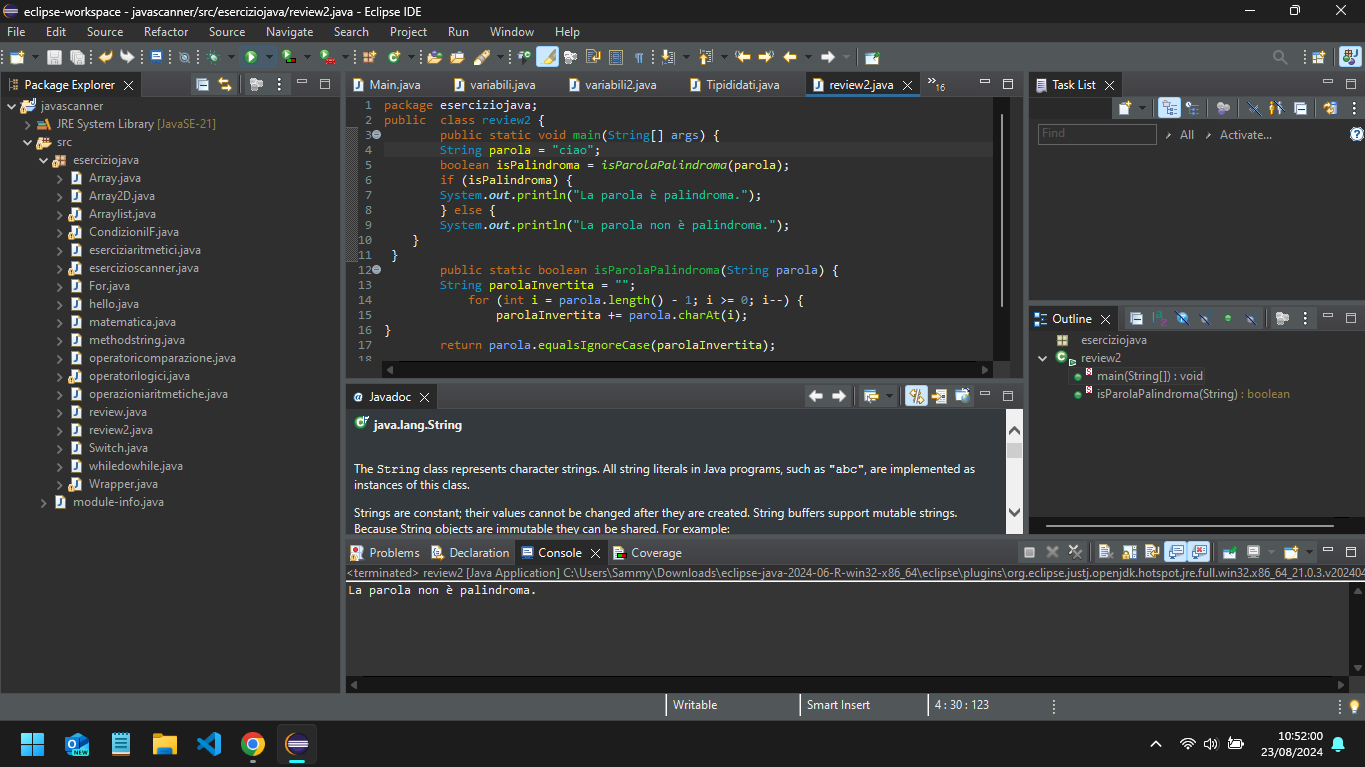 eclipse-workspace - javascanner/src/eserciziojava/review2.java - Eclipse IDE
File Edit Source Refactor Source Navigate Search Project Run Window Help
Package Explorer
javascanner
JRE System Library [JavaSE-21]
src
eserciziojava
Array.java
Array2D.java
Arraylist.java
CondizioniIF.java
eserciziaritmetici.java
esercizioscanner.java
For.java
hello.java
matematica.java
methodstring.java
operatoricomparazione.java
operatorilogici.java
operazioniaritmetiche.java
review.java
review2.java
Switch.java
whiledowhile.java
Wrapper.java
module-info.java
Main.java variabili.java variabili2.java Tipididati.java review2.java »16
1 package eserciziojava;
2 public  class review2 {
3 public static void main(String[] args) {
4 String parola = "ciao";
5 boolean isPalindroma = isParolaPalindroma(parola);
6 if (isPalindroma) {
7 System.out.println("La parola è palindroma.");
8 } else {
9 System.out.println("La parola non è palindroma.");
10 }
11 }
12 public static boolean isParolaPalindroma(String parola) {
13 String parolaInvertita = "";
14 for (int i = parola.length() - 1; i >= 0; i--) {
15 parolaInvertita += parola.charAt(i);
16 }
17 return parola.equalsIgnoreCase(parolaInvertita);
18
Javadoc
java.lang.String
The String class represents character strings. All string literals in Java programs, such as "abc", are implemented as
instances of this class.
Strings are constant; their values cannot be changed after they are created. String buffers support mutable strings.
Because String objects are immutable they can be shared. For example:
Task List
Find All Activate...
Outline
eserciziojava
review2
main(String[]) : void
isParolaPalindroma(String) : boolean
Problems Declaration Console Coverage
<terminated> review2 [Java Application] C:\Users\Sammy\Downloads\eclipse-java-2024-06-R-win32-x86_64\eclipse\plugins\org.eclipse.justj.openjdk.hotspot.jre.full.win32.x86_64_21.0.3.v202404
La parola non è palindroma.
Writable Smart Insert 4 : 30 : 123
NEW
10:52:00
23/08/2024